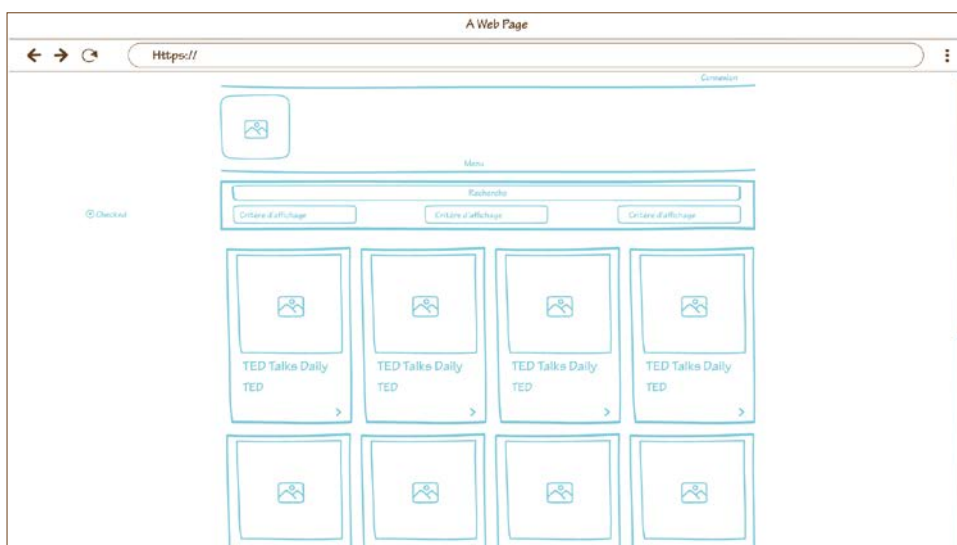 A Web Page
Https://
Connexion
Menu
Recherche
Checked
Critère d'affichage Critère d'affichage Critère d'affichage
TED Talks Daily TED Talks Daily TED Talks Daily TED Talks Daily
TED TED TED TED